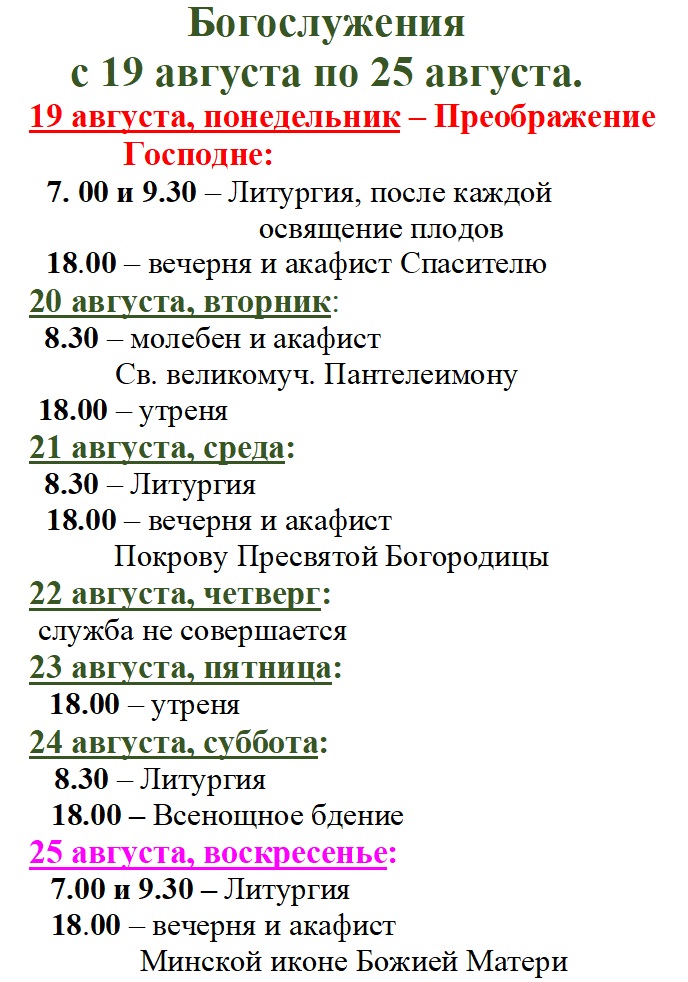 Богослужения
с 19 августа по 25 августа.
19 августа, понедельник – Преображение
Господне:
7. 00 и 9.30 – Литургия, после каждой
освящение плодов
18.00 – вечерня и акафист Спасителю
20 августа, вторник:
8.30 – молебен и акафист
Св. великомуч. Пантелеимону
18.00 – утреня
21 августа, среда:
8.30 – Литургия
18.00 – вечерня и акафист
Покрову Пресвятой Богородицы
22 августа, четверг:
служба не совершается
23 августа, пятница:
18.00 – утреня
24 августа, суббота:
8.30 – Литургия
18.00 – Всенощное бдение
25 августа, воскресенье:
7.00 и 9.30 – Литургия
18.00 – вечерня и акафист
Минской иконе Божией Матери